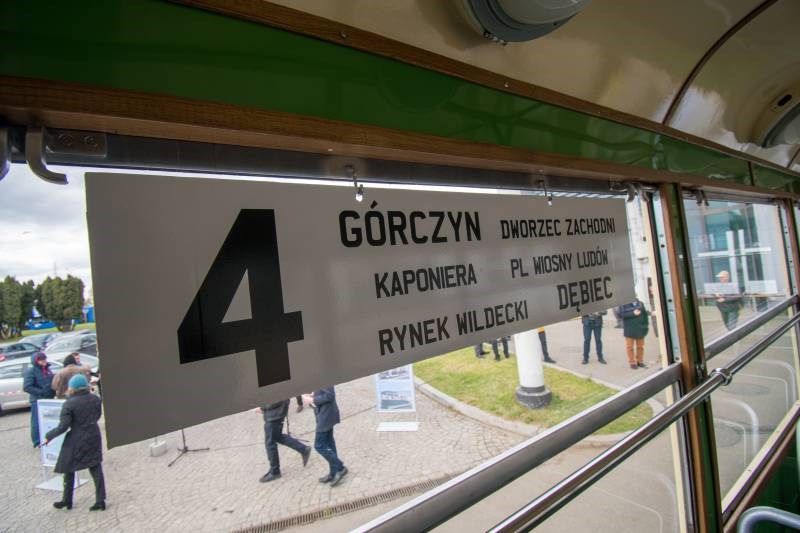 4
GÓRCZYN DWORZEC ZACHODNI
KAPONIERA PL WIOSNY LUDÓW
RYNEK WILDECKI DĘBIEC